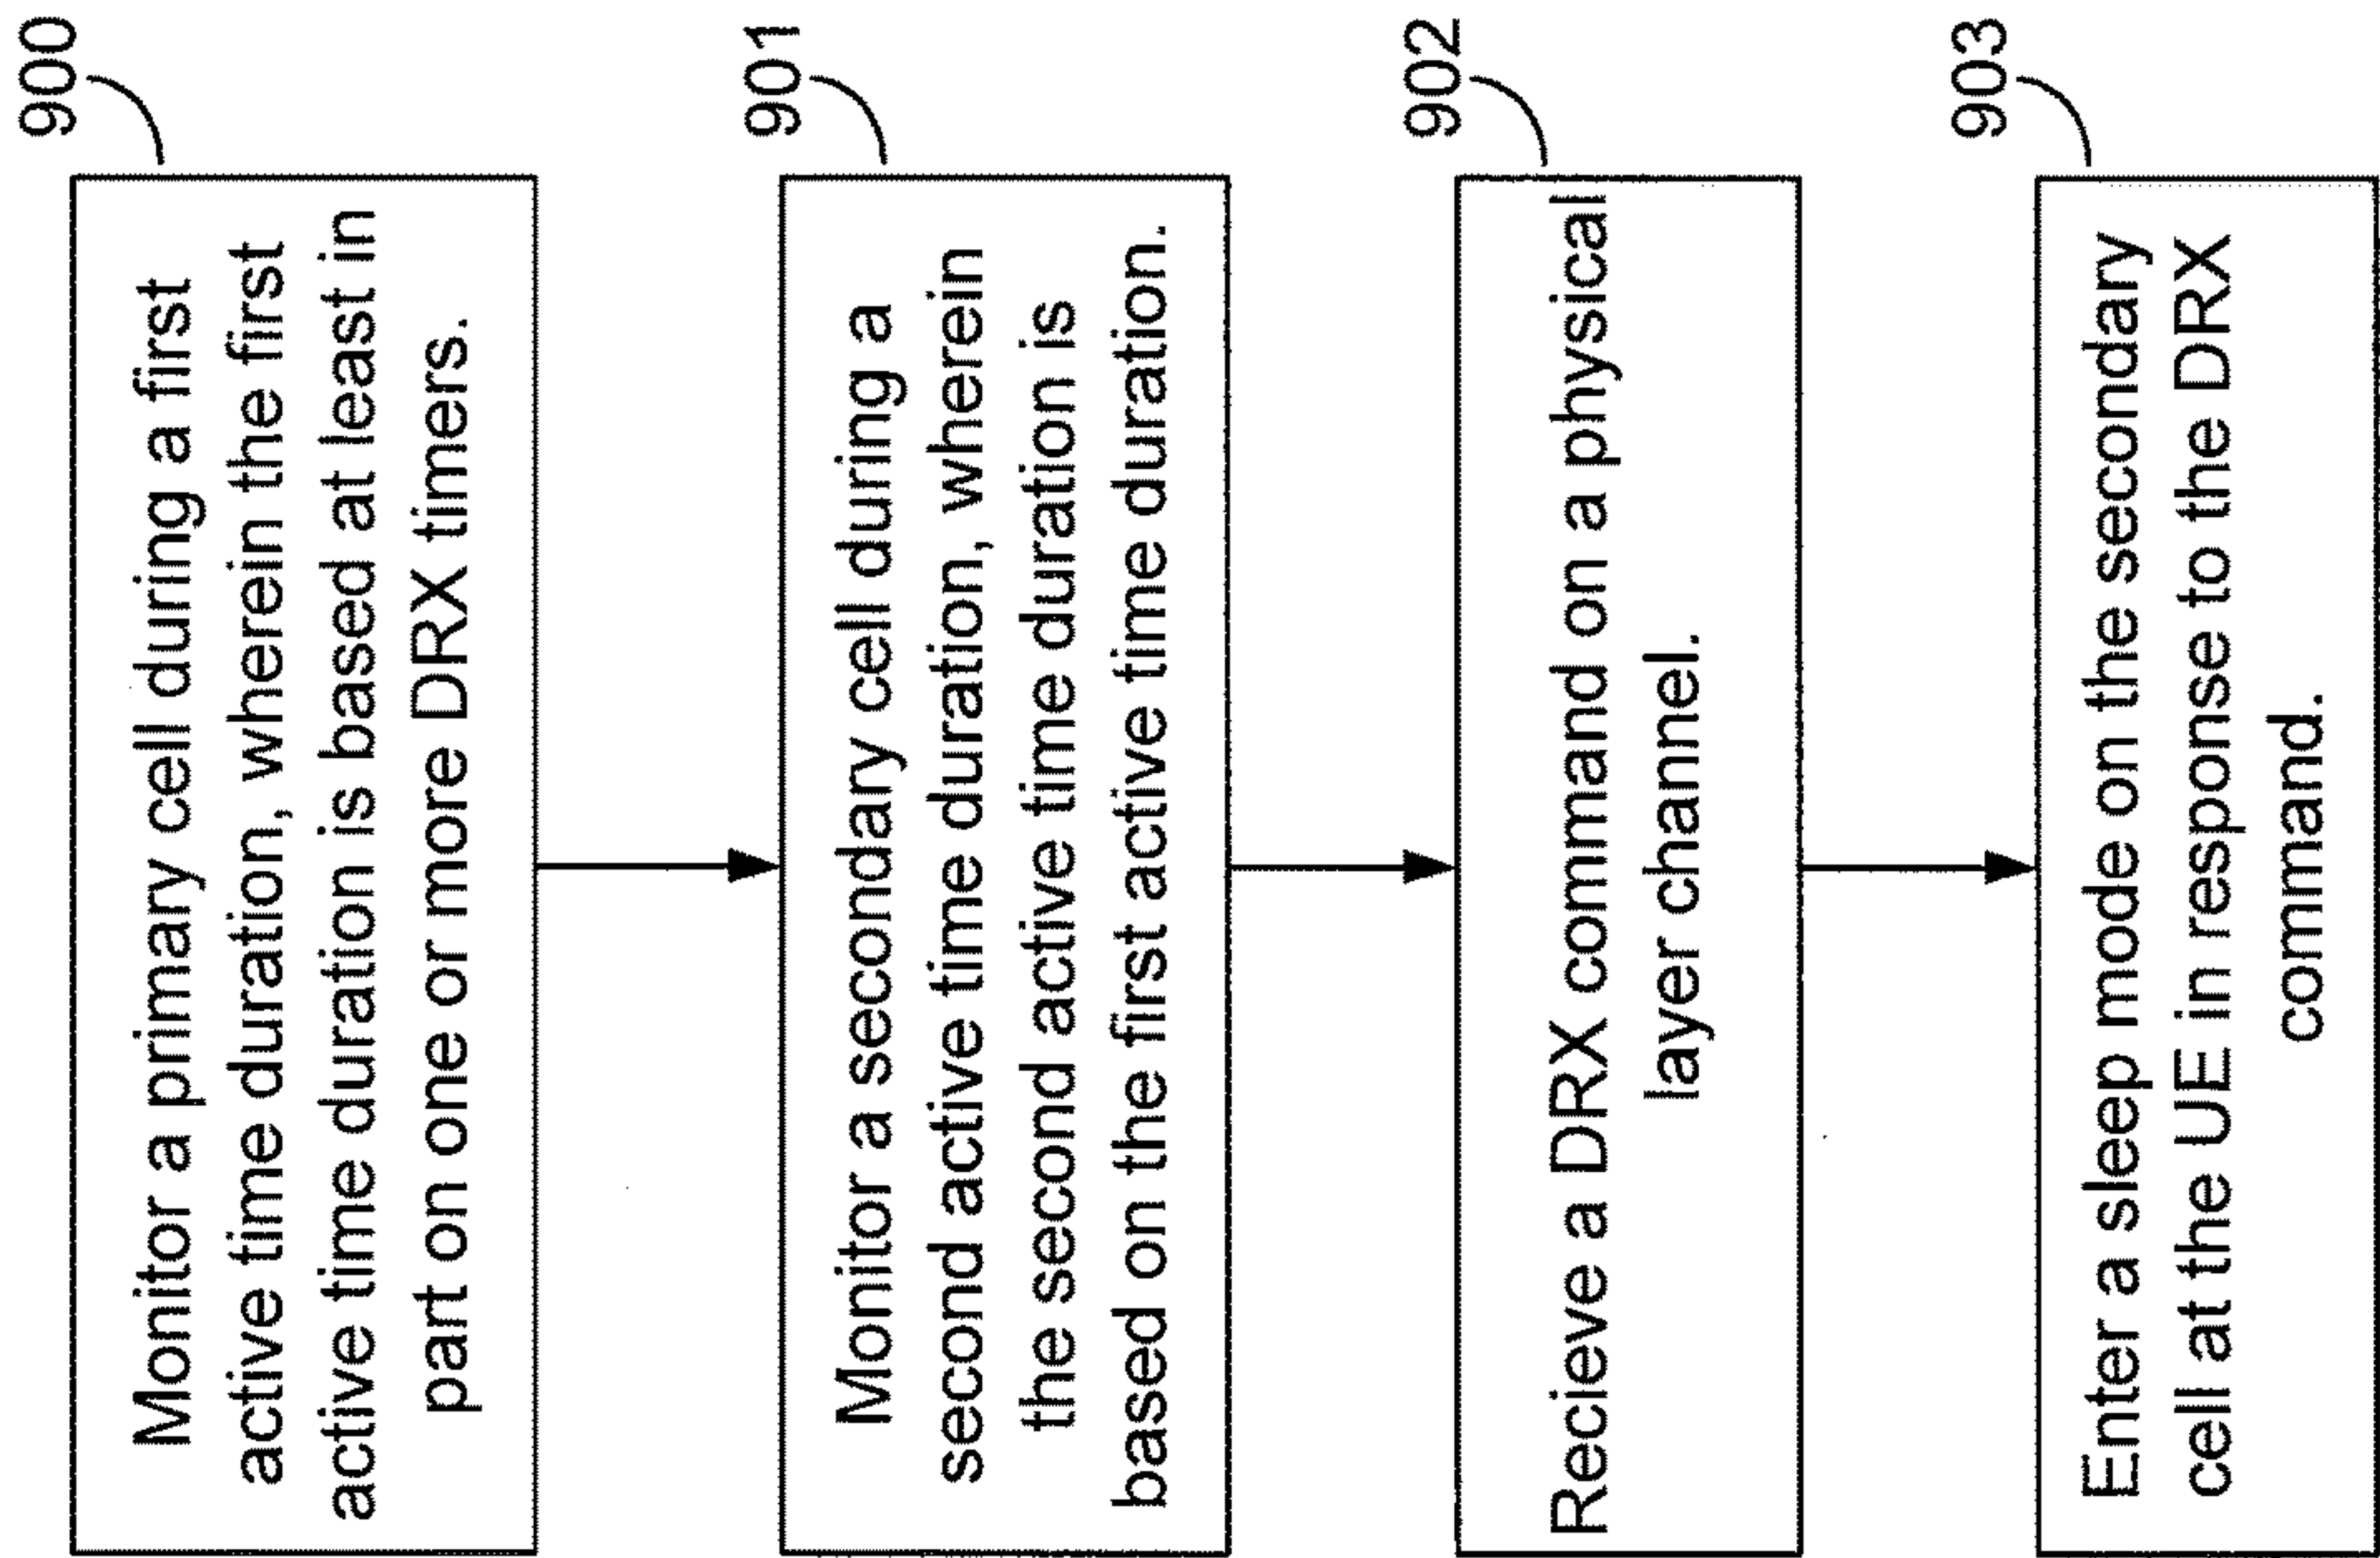 900
Monitor a primary cell during a first
active time duration, wherein the first
active time duration is based at least in
part on one or more DRX timers.
901
Monitor a secondary cell during a
second active time duration, wherein
the second active time duration is
based on the first active time duration.
902
Recieve a DRX command on a physical
layer channel.
903
Enter a sleep mode on the secondary
cell at the UE in response to the DRX
command.